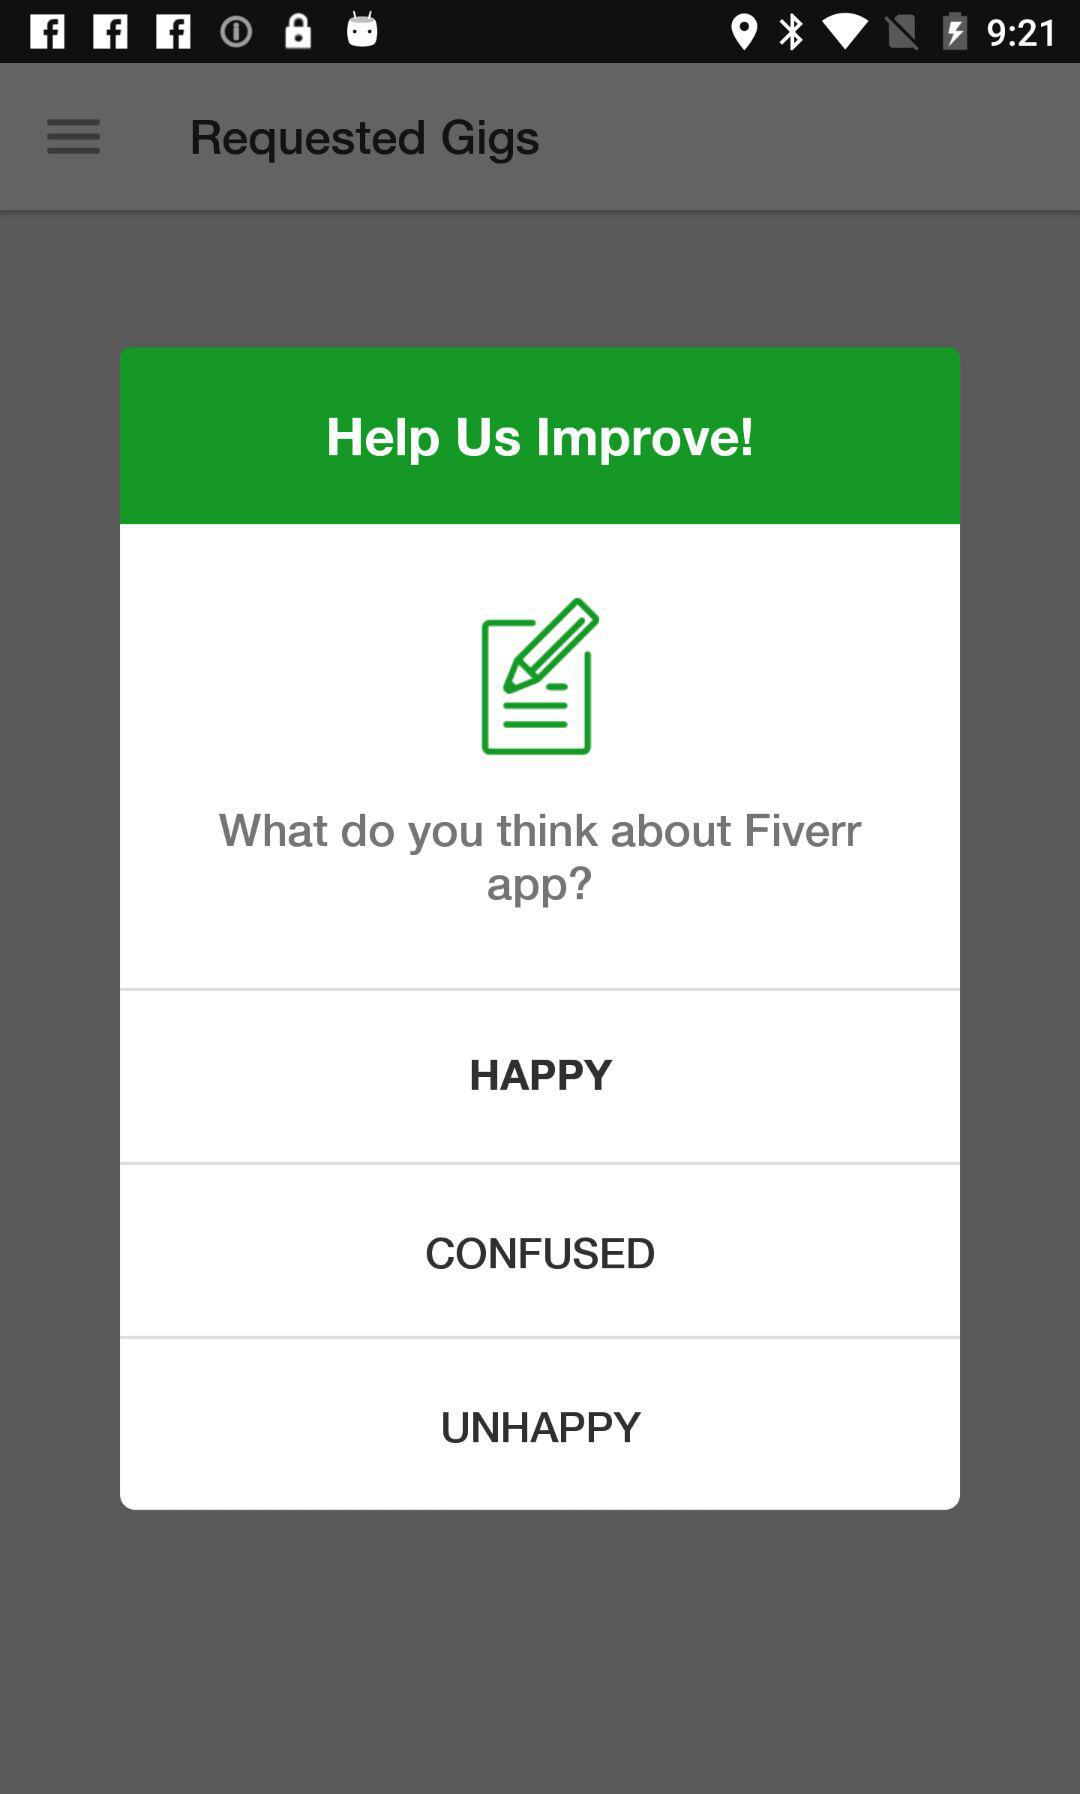 9:21
Requested Gigs
Help Us Improve!
What do you think about Fiverr
app?
HAPPY
CONFUSED
UNHAPPY